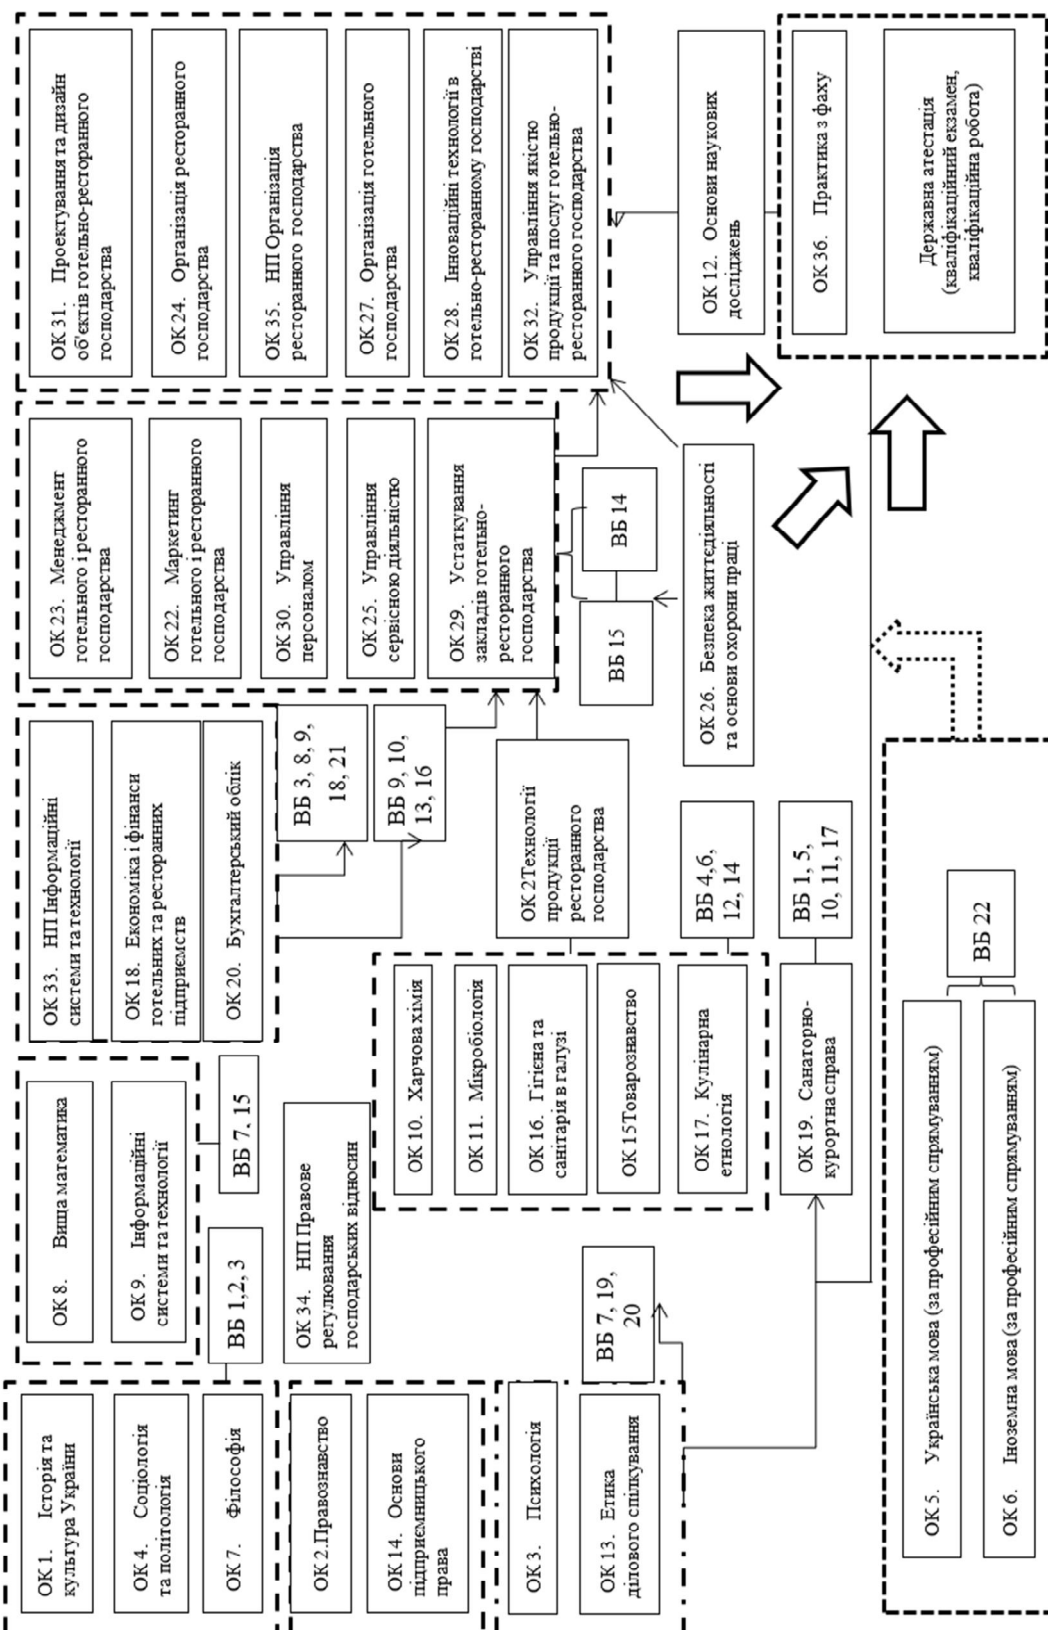 ОК 1. Історія та
культура України
ОК 4. Соціологія
та політологія
ОК 7. Філософія
ВБ 1,2, 3
ОК 2.Правознавство
ОК 14. Основи
підприємницького
права
ОК 3. Психологія
ОК 13. Етика
ділового спілкування
ВБ 7, 19,
20
ОК 8. Вища математика
ОК 9. Інформаційні
системи та технології
ВБ 7. 15
ОК 34. НП Правове
регулювання
господарських відносин
ОК 33. НП Інформаційні
системи та технології
ОК 18. Економіка і фінанси
готельних та ресторанних
підприємств
ОК 20. Бухгалтерський облік
ВБ 3, 8, 9,
18, 21
ВБ 9, 10,
13, 16
ОК 10. Харчова хімія
ОК 11. Мікробіологія
ОК 16. Гігієна та
санітарія в галузі
ОК 15 Товарознавство
ОК 17. Кулінарна
етнологія
ОК 2 Технології
продукції
ресторанного
господарства
ВБ 4,6,
12, 14
ОК 19. Санаторно-
курортна справа
ВБ 1, 5,
10, 11, 17
ОК 23. Менеджмент
готельного і ресторанного
господарства
ОК 22. Маркетинг
готельного і ресторанного
господарства
ОК 30. Управління
персоналом
ОК 25. Управління
сервісною діяльністю
ОК 29. Устаткування
закладів готельно-
ресторанного
господарства
ВБ 15
ВБ 14
ОК 26. Безпека життєдіяльності
та основи охорони праці
ОК 31. Проектування та дизайн
об'єктів готельно-ресторанного
господарства
ОК 24. Організація ресторанного
господарства
ОК 35. НП Організація
ресторанного господарства
ОК 27. Організація готельного
господарства
ОК 28. Інноваційні технології в
готельно-ресторанному господарстві
ОК 32. Управління якістю
продукції та послуг готельно-
ресторанного господарства
ОК 12. Основи наукових
досліджень
ОК 36. Практика з фаху
Державна атестація
(кваліфікаційний екзамен,
кваліфікаційна робота)
ОК 5. Українська мова (за професійним спрямуванням)
ОК 6. Іноземна мова (за професійним спрямуванням)
ВБ 22